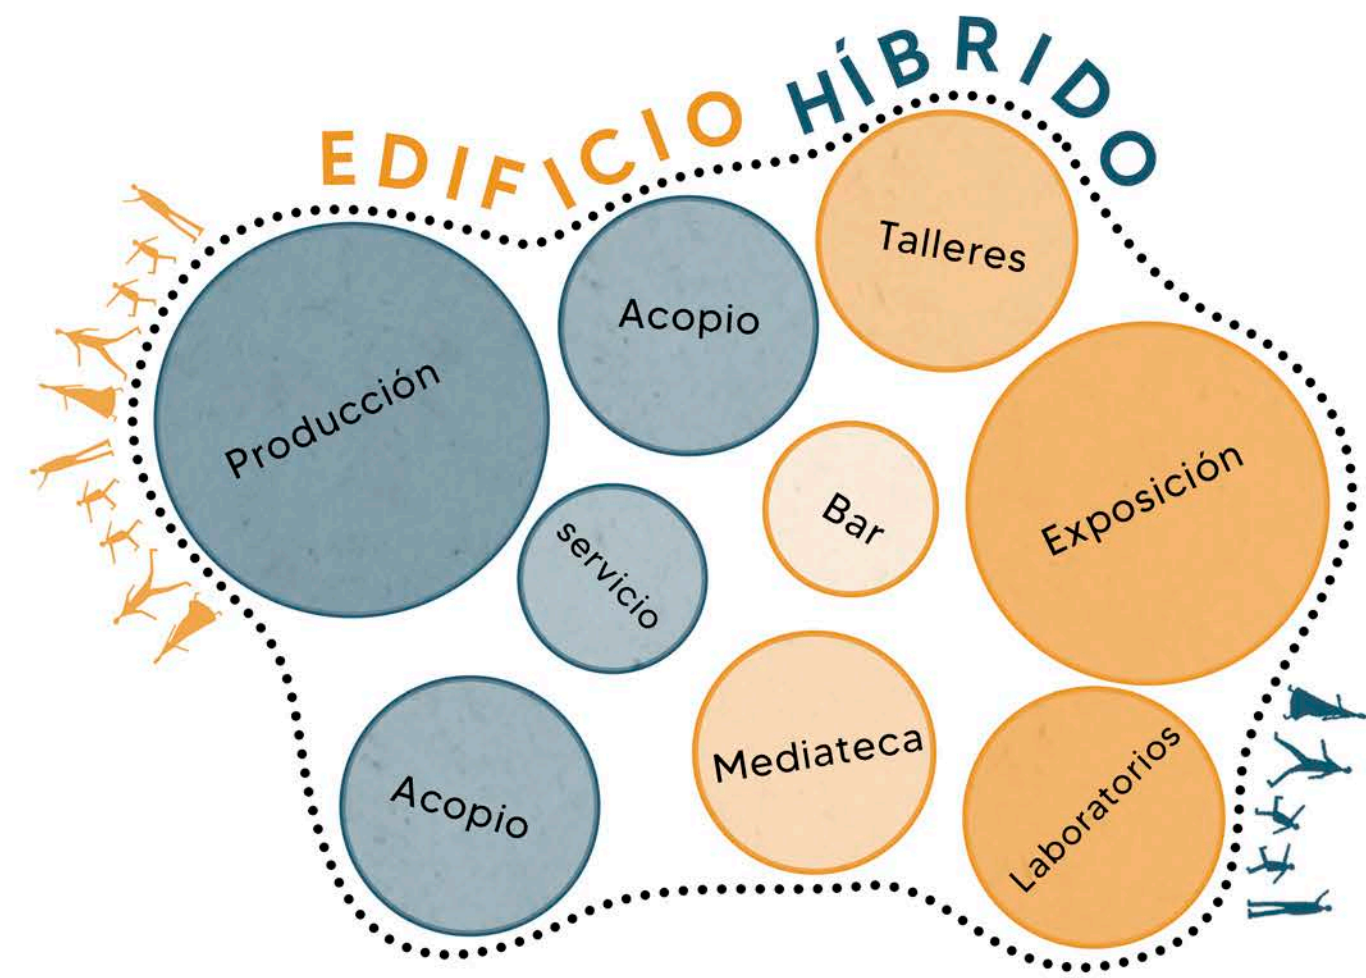 EDIFICIO HÍBRIDO
Talleres
Acopio
Producción
Exposición
Bar
servicio
Mediateca
Acopio
Laboratorios